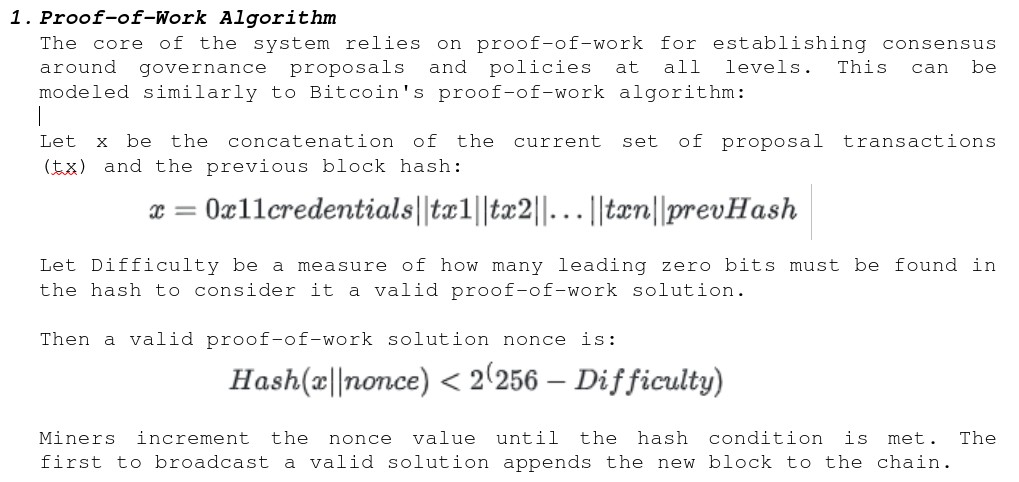 1. Proof-of-Work Algorithm
The core of the system relies on proof-of-work for establishing consensus
around governance proposals and policies at all levels. This can be
modeled similarly to Bitcoin's proof-of-work algorithm:
Let x be the concatenation of the current set of proposal transactions
(tx) and the previous block hash:
x = 0x11credentials||tx1||tx2||...||txn||prevHash
Let Difficulty be a measure of how many leading zero bits must be found in
the hash to consider it a valid proof-of-work solution.
Then a valid proof-of-work solution nonce is:
Hash(x||nonce) < 2(256 − Difficulty)
Miners increment the nonce value until the hash condition is met. The
first to broadcast a valid solution appends the new block to the chain.